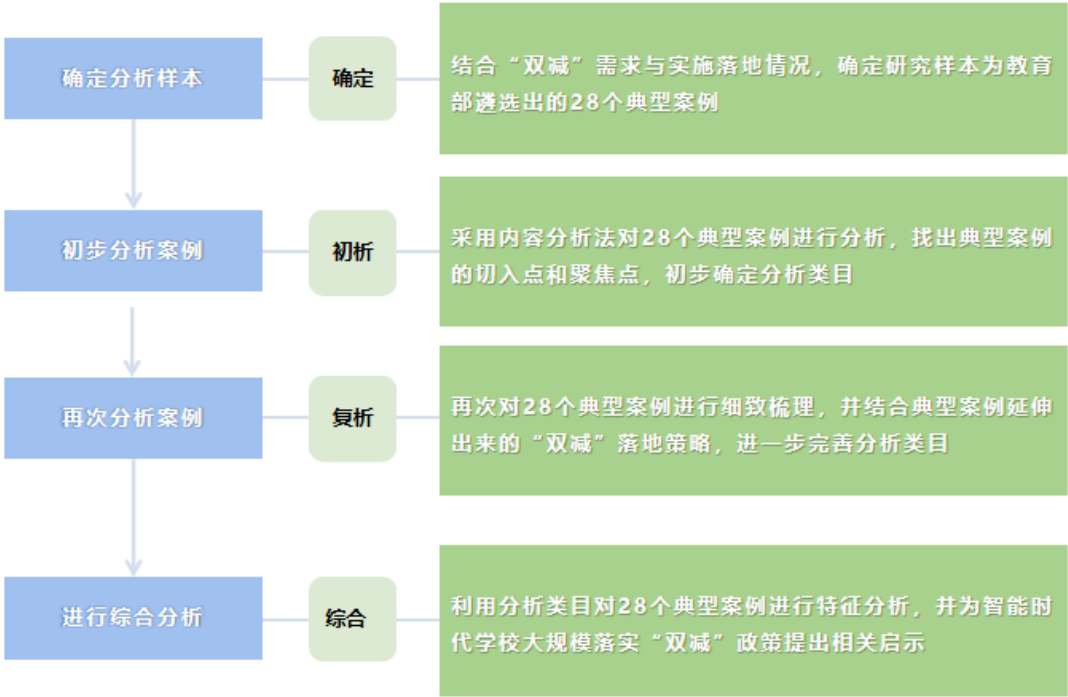 确定分析样本
确定
结合“双减”需求与实施落地情况，确定研究样本为教育
部遴选出的28个典型案例
初步分析案例
初析
采用内容分析法对28个典型案例进行分析，找出典型案例
的切入点和聚焦点，初步确定分析类目
再次分析案例
复析
再次对28个典型案例进行细致梳理，并结合典型案例延伸
出来的“双减”落地策略，进一步完善分析类目
进行综合分析
综合
利用分析类目对28个典型案例进行特征分析，并为智能时
代学校大规模落实“双减”政策提出相关启示